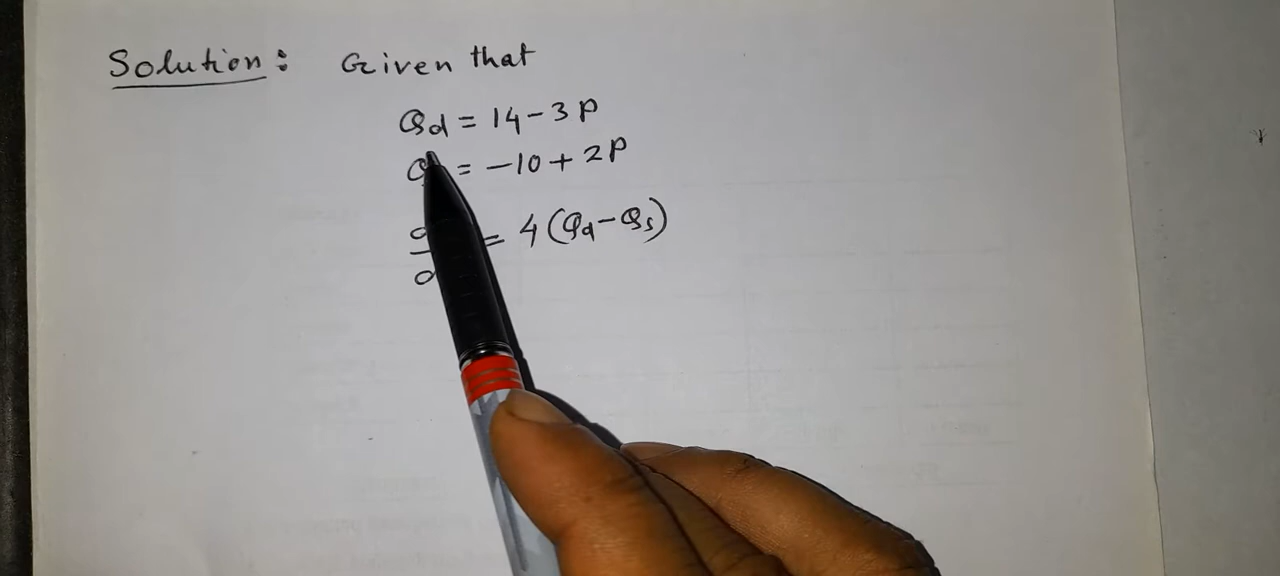 Solution: Given that
Qd = 14 - 3P
Q = -10 + 2P
= 4 (Qd - Qs)